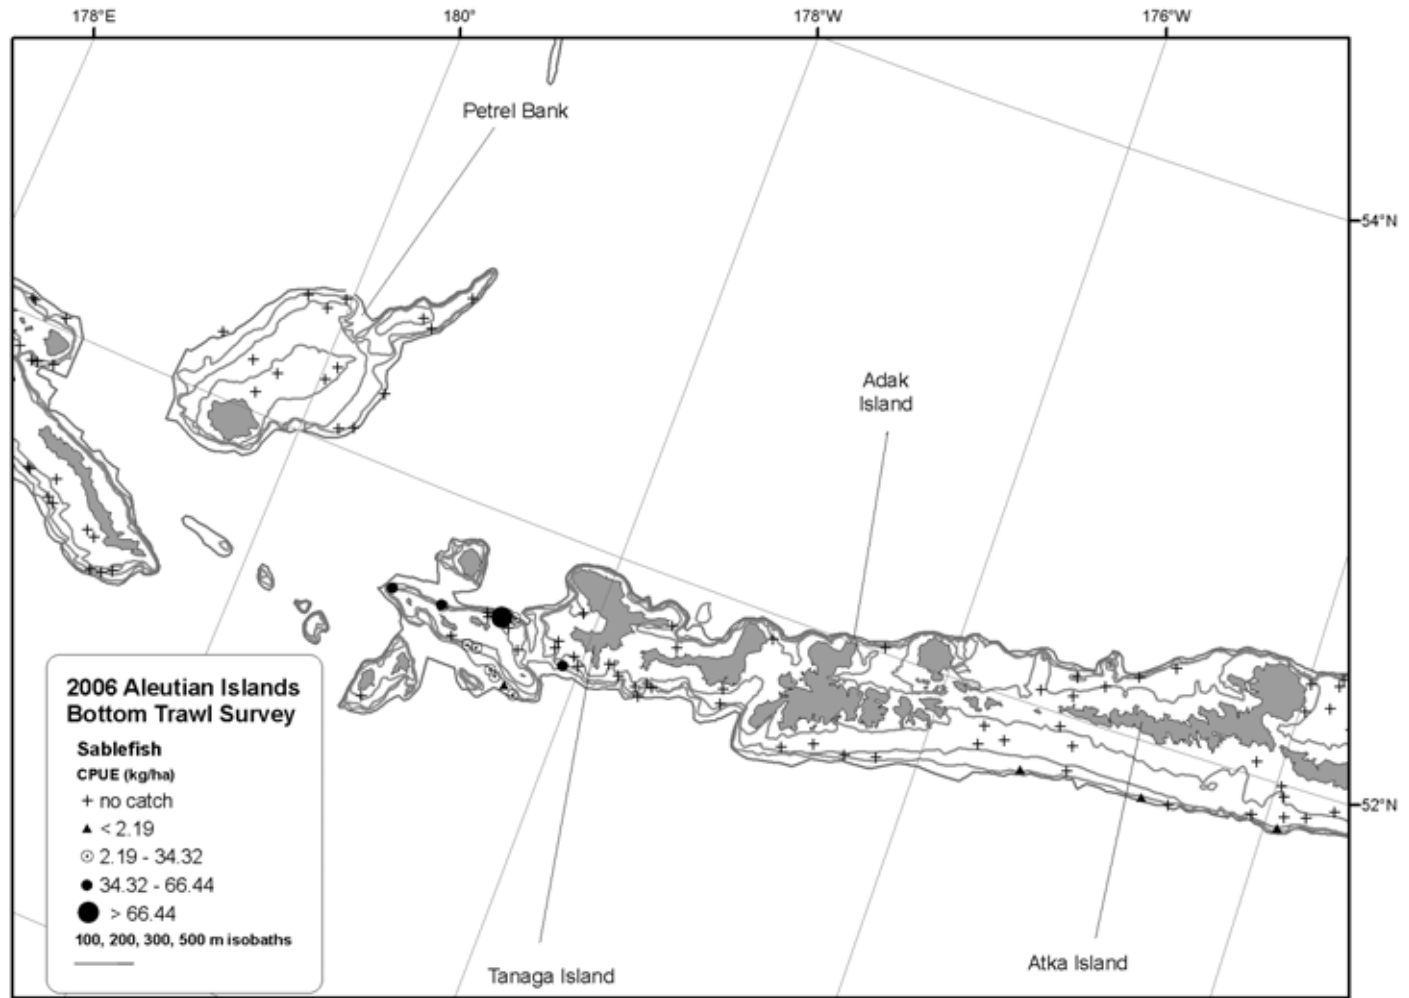 178°E
180°
178°W
176°W
Petrel Bank
54°N
Adak
Island
2006 Aleutian Islands
Bottom Trawl Survey
Sablefish
CPUE (kg/ha)
+ no catch
▲ < 2.19
2.19 - 34.32
34.32 - 66.44
> 66.44
100, 200, 300, 500 m isobaths
52°N
Tanaga Island
Atka Island